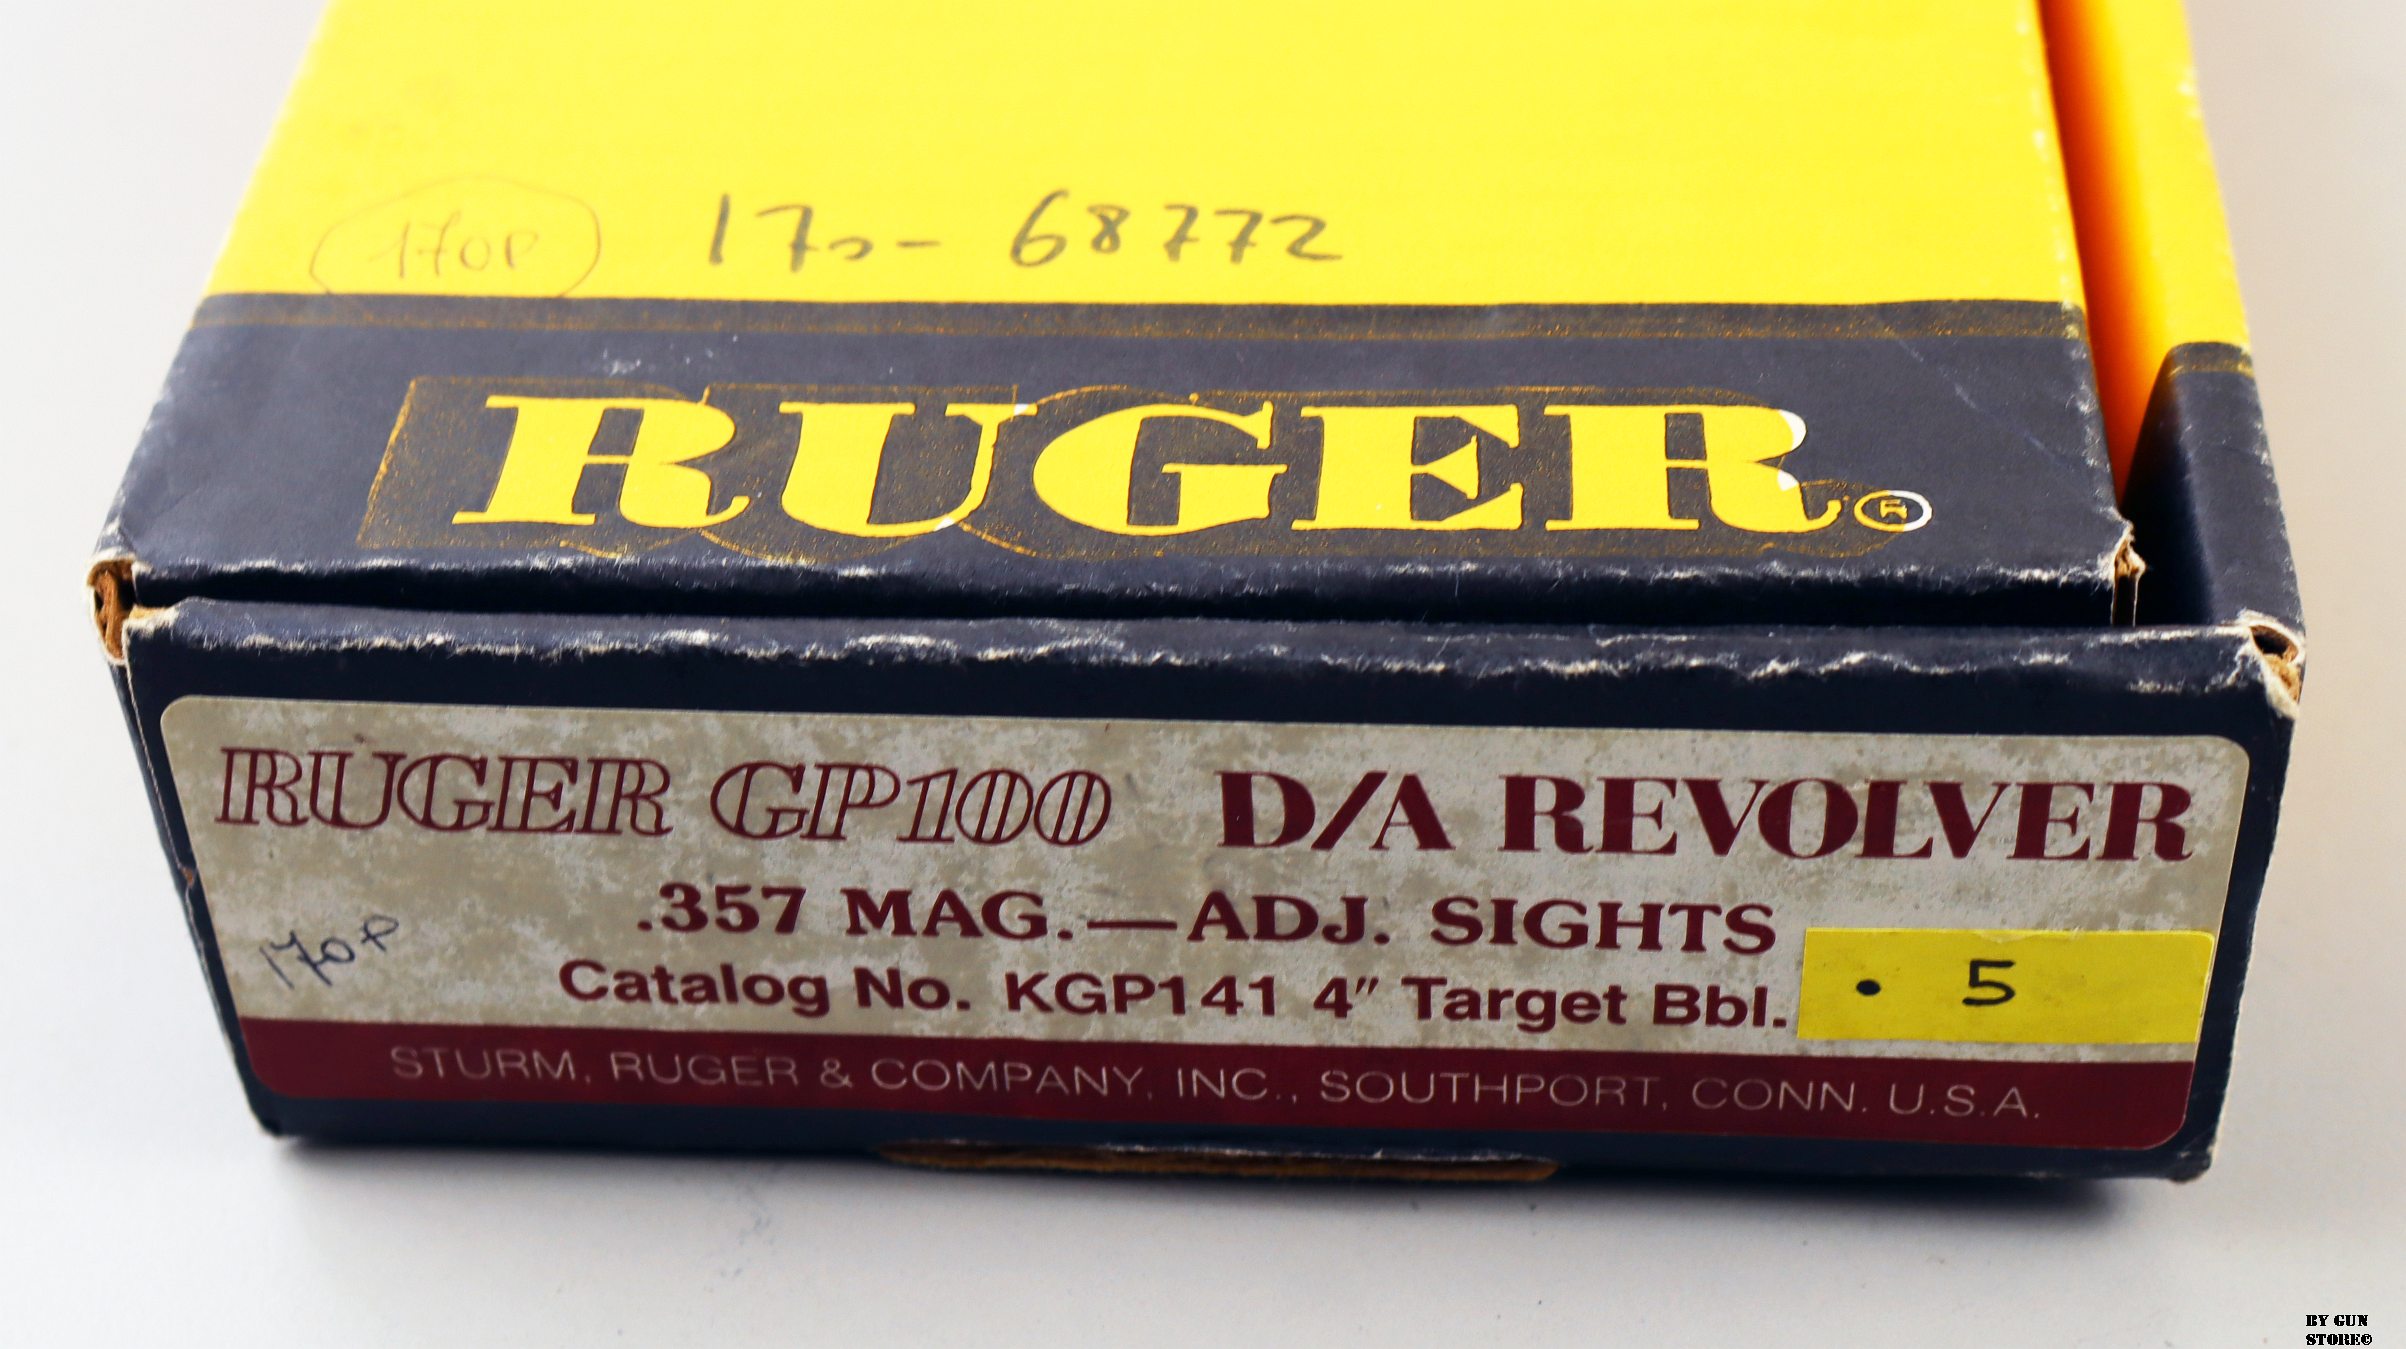 170P
170- 68772
RUGER®
RUGER GP100 D/A REVOLVER
.357 MAG.—ADJ. SIGHTS
170P
Catalog No. KGP141 4" Target Bbl.
• 5
STURM, RUGER & COMPANY, INC., SOUTHPORT, CONN. U.S.A.
BY GUN
STORE©